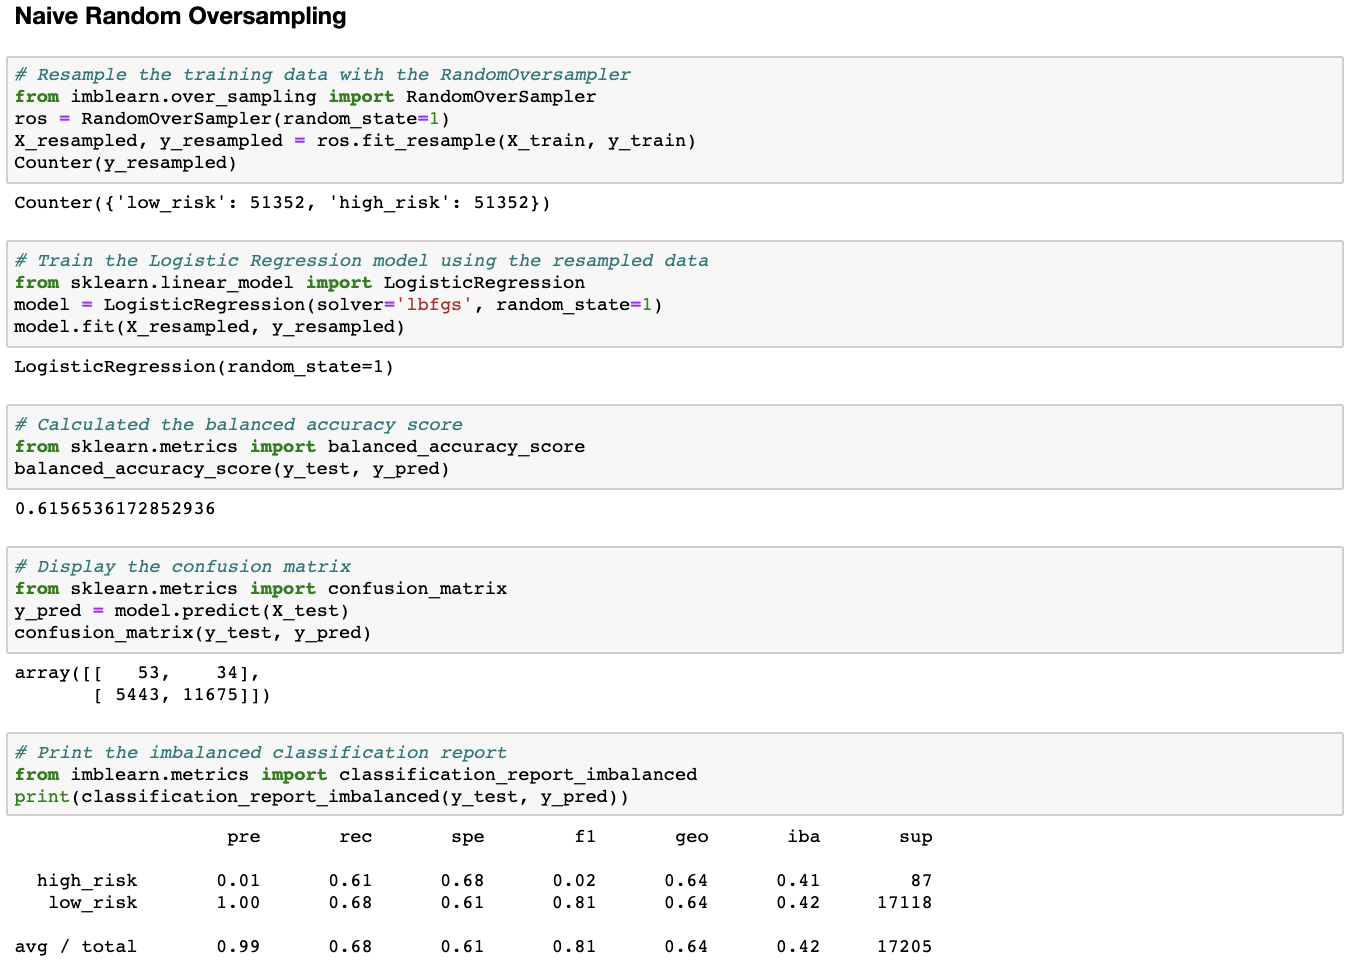 Naive Random Oversampling
# Resample the training data with the RandomOversampler
from imblearn.over_sampling import RandomOverSampler
ros = RandomOverSampler(random_state=1)
X_resampled, y_resampled = ros.fit_resample(X_train, y_train)
Counter(y_resampled)
Counter({'low_risk': 51352, 'high_risk': 51352})
# Train the Logistic Regression model using the resampled data
from sklearn.linear_model import LogisticRegression
model = LogisticRegression(solver='lbfgs', random_state=1)
model.fit(X_resampled, y_resampled)
LogisticRegression(random_state=1)
# Calculated the balanced accuracy score
from sklearn.metrics import balanced_accuracy_score
balanced_accuracy_score(y_test, y_pred)
0.6156536172852936
# Display the confusion matrix
from sklearn.metrics import confusion_matrix
y_pred = model.predict(X_test)
confusion_matrix(y_test, y_pred)
array([[   53,    34],
       [ 5443, 11675]])
# Print the imbalanced classification report
from imblearn.metrics import classification_report_imbalanced
print(classification_report_imbalanced(y_test, y_pred))
                   pre       rec       spe        f1       geo       iba       sup
  high_risk       0.01      0.61      0.68      0.02      0.64      0.41        87
   low_risk       1.00      0.68      0.61      0.81      0.64      0.42     17118
avg / total       0.99      0.68      0.61      0.81      0.64      0.42     17205